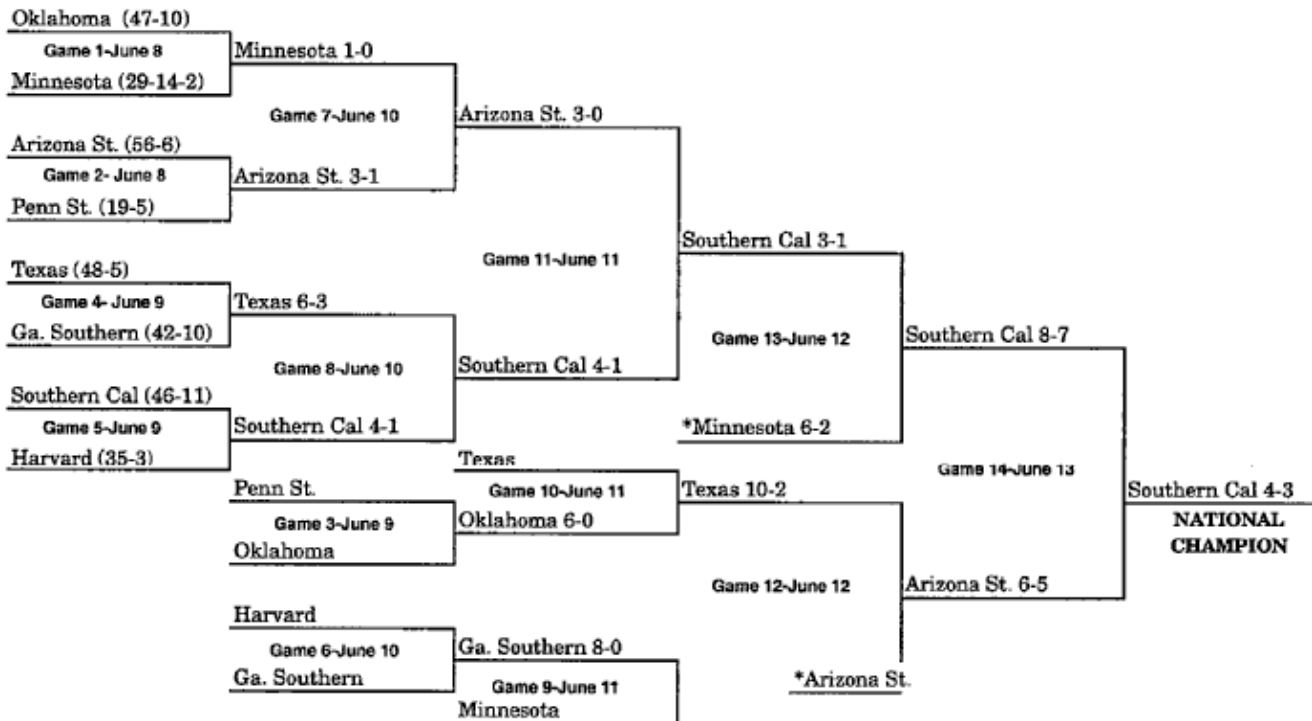 Oklahoma (47-10)
Game 1-June 8
Minnesota 1-0
Minnesota (29-14-2)
Game 7-June 10
Arizona St. 3-0
Arizona St. (56-6)
Game 2- June 8
Arizona St. 3-1
Penn St. (19-5)
Southern Cal 3-1
Game 11-June 11
Texas (48-5)
Game 4- June 9
Texas 6-3
Ga. Southern (42-10)
Game 13-June 12
Southern Cal 8-7
Game 8-June 10
Southern Cal 4-1
Southern Cal (46-11)
Game 5-June 9
Southern Cal 4-1
*Minnesota 6-2
Harvard (35-3)
Texas
Game 14-June 13
Penn St.
Game 10-June 11
Texas 10-2
Southern Cal 4-3
Game 3-June 9
Oklahoma 6-0
NATIONAL
CHAMPION
Oklahoma
Game 12-June 12
Arizona St. 6-5
Harvard
Game 6-June 10
Ga. Southern 8-0
Ga. Southern
Game 9-June 11
*Arizona St.
Minnesota